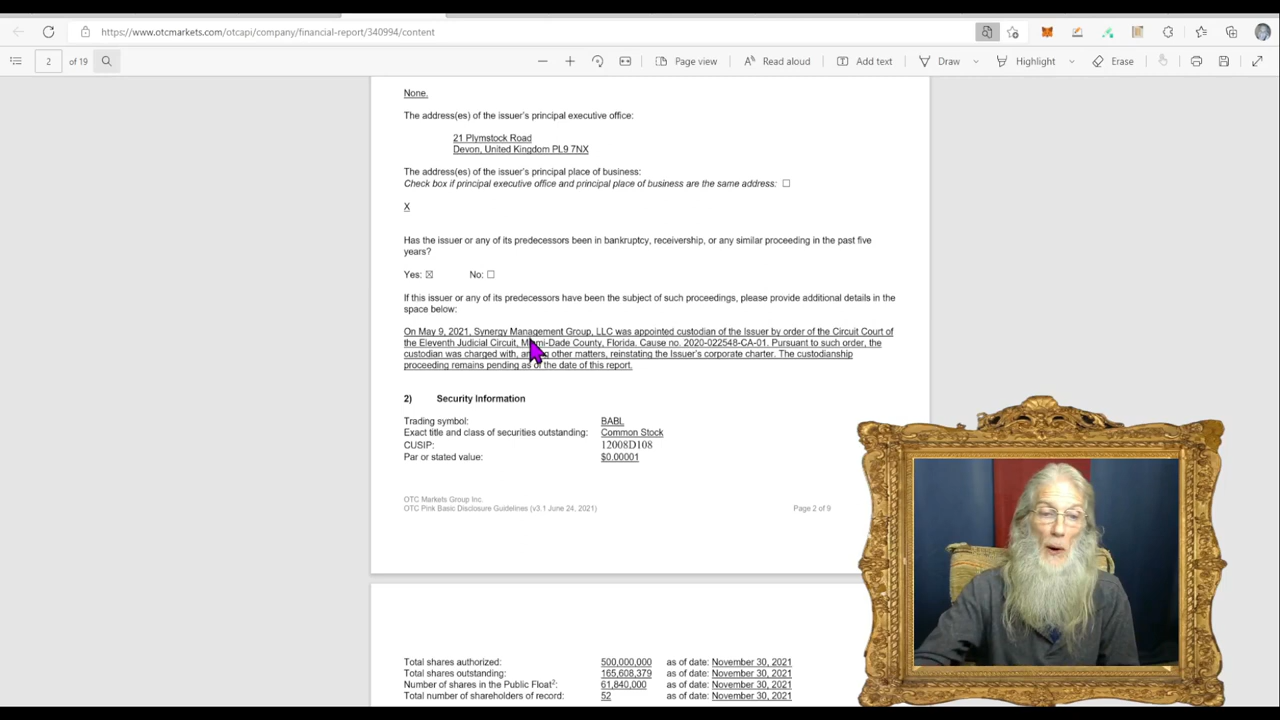 https://www.otcmarkets.com/otcapi/company/financial-report/340994/content
2 of 19 Page view Read aloud Add text Draw Highlight Erase
None.
The address(es) of the issuer's principal executive office:
21 Plymstock Road
Devon, United Kingdom PL9 7NX
The address(es) of the issuer's principal place of business:
Check box if principal executive office and principal place of business are the same address: ☐
X
Has the issuer or any of its predecessors been in bankruptcy, receivership, or any similar proceeding in the past five
years?
Yes: ☒ No: ☐
If this issuer or any of its predecessors have been the subject of such proceedings, please provide additional details in the
space below:
On May 9, 2021, Synergy Management Group, LLC was appointed custodian of the Issuer by order of the Circuit Court of
the Eleventh Judicial Circuit, Miami-Dade County, Florida. Cause no. 2020-022548-CA-01. Pursuant to such order, the
custodian was charged with, among other matters, reinstating the Issuer's corporate charter. The custodianship
proceeding remains pending as of the date of this report.
2) Security Information
Trading symbol: BABL
Exact title and class of securities outstanding: Common Stock
CUSIP: 12008D108
Par or stated value: $0.00001
OTC Markets Group Inc.
OTC Pink Basic Disclosure Guidelines (v3.1 June 24, 2021) Page 2 of 9
Total shares authorized: 500,000,000 as of date: November 30, 2021
Total shares outstanding: 165,608,379 as of date: November 30, 2021
Number of shares in the Public Float2: 61,840,000 as of date: November 30, 2021
Total number of shareholders of record: 52 as of date: November 30, 2021